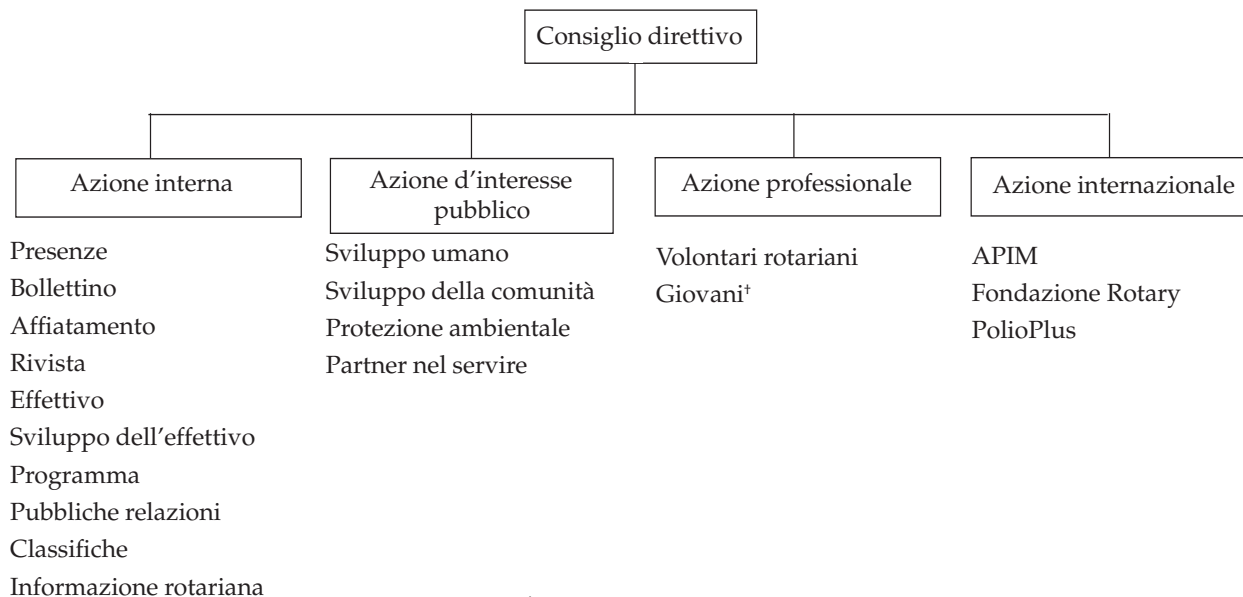 Consiglio direttivo
Azione interna
Presenze
Bollettino
Affiatamento
Rivista
Effettivo
Sviluppo dell'effettivo
Programma
Pubbliche relazioni
Classifiche
Informazione rotariana
Azione d'interesse
pubblico
Sviluppo umano
Sviluppo della comunità
Protezione ambientale
Partner nel servire
Azione professionale
Volontari rotariani
Giovani†
Azione internazionale
APIM
Fondazione Rotary
PolioPlus